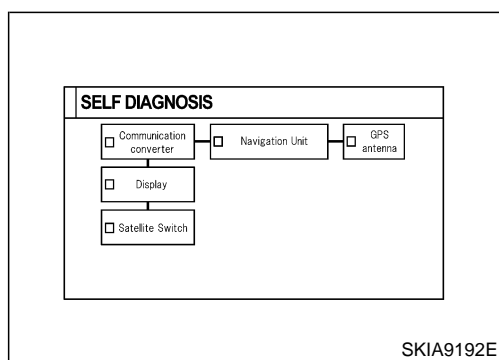 SELF DIAGNOSIS
Communication
converter
Navigation Unit
GPS
antenna
Display
Satellite Switch
SKIA9192E